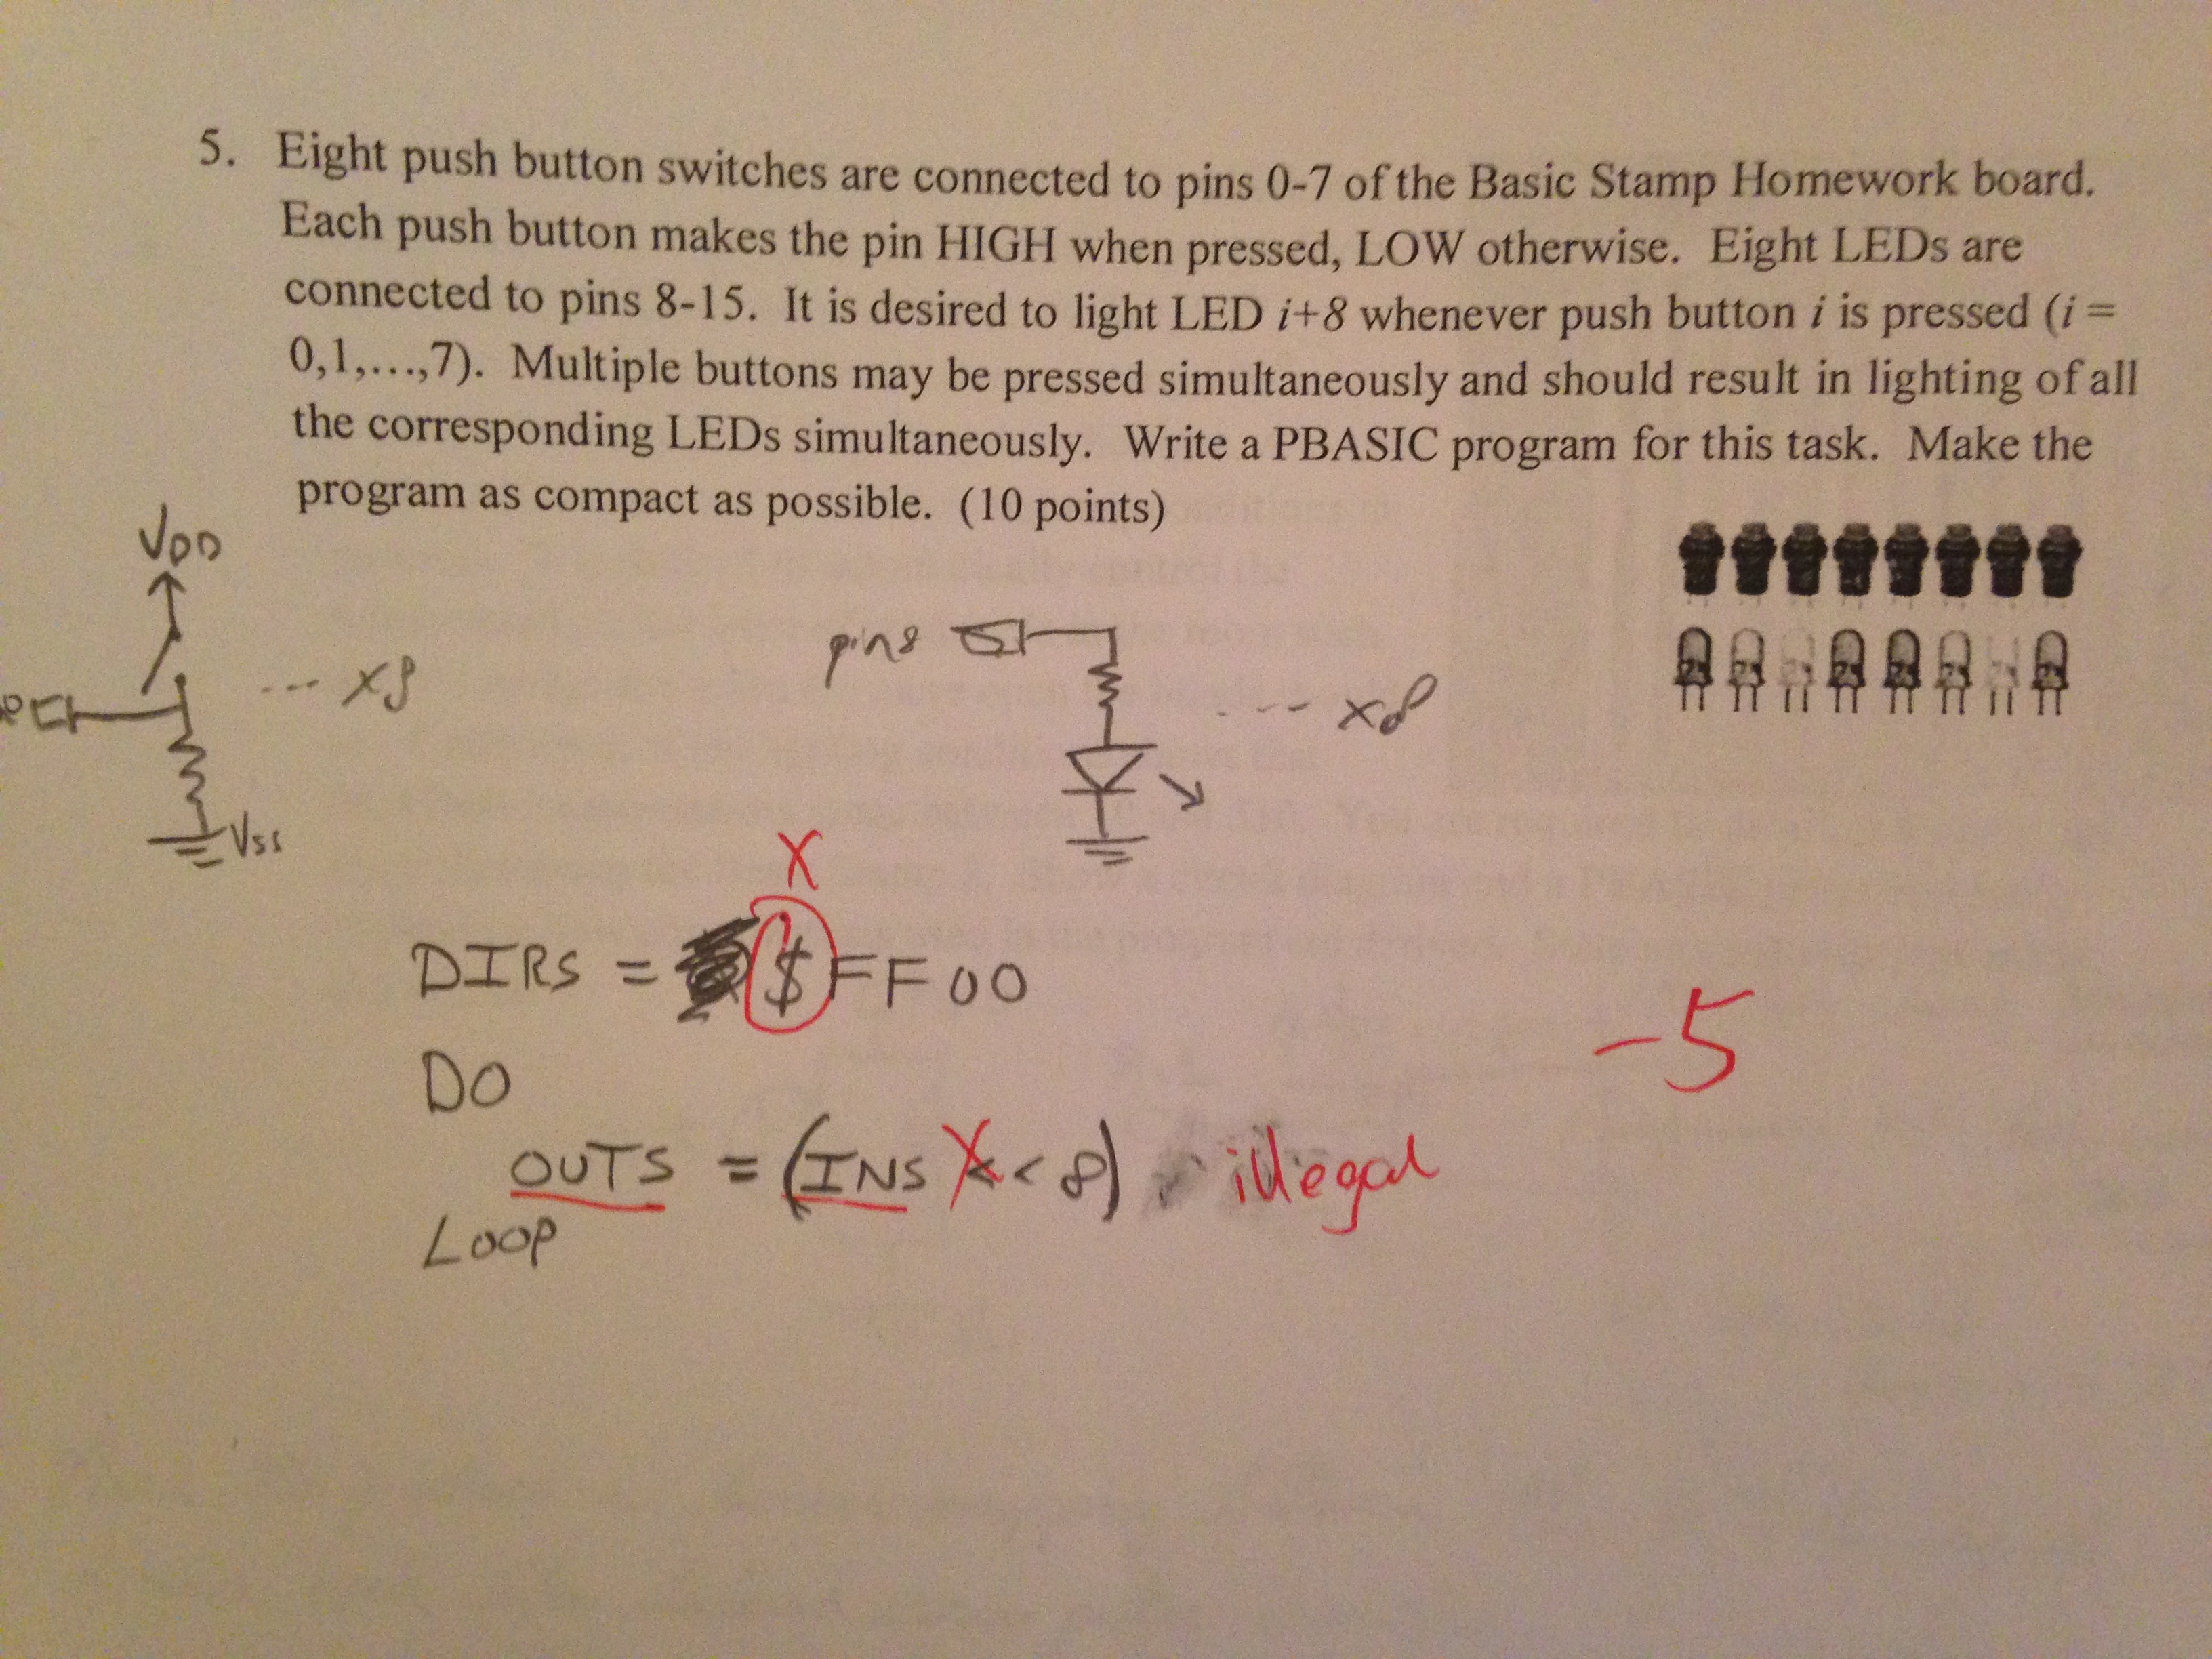 5. Eight push button switches are connected to pins 0-7 of the Basic Stamp Homework board.
Each push button makes the pin HIGH when pressed, LOW otherwise. Eight LEDs are
connected to pins 8-15. It is desired to light LED i+8 whenever push button i is pressed (i =
0,1,...,7). Multiple buttons may be pressed simultaneously and should result in lighting of all
the corresponding LEDs simultaneously. Write a PBASIC program for this task. Make the
program as compact as possible. (10 points)
VDD
--- x8
Vss
pin8
--- x8
X
DIRS = $FF00
-5
DO
OUTS = (INS << 8) illegal
LOOP